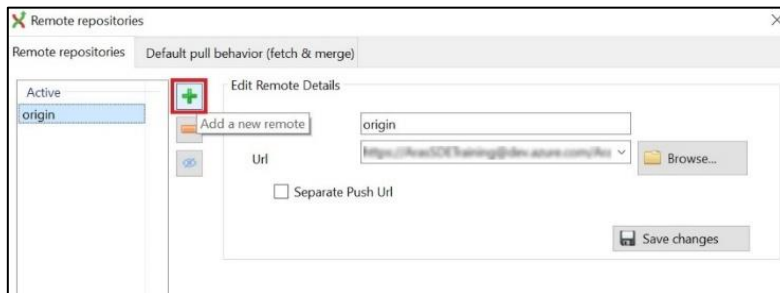 Remote repositories
Remote repositories
Default pull behavior (fetch & merge)
Active
origin
Add a new remote
Edit Remote Details
origin
Url
Browse...
Separate Push Url
Save changes